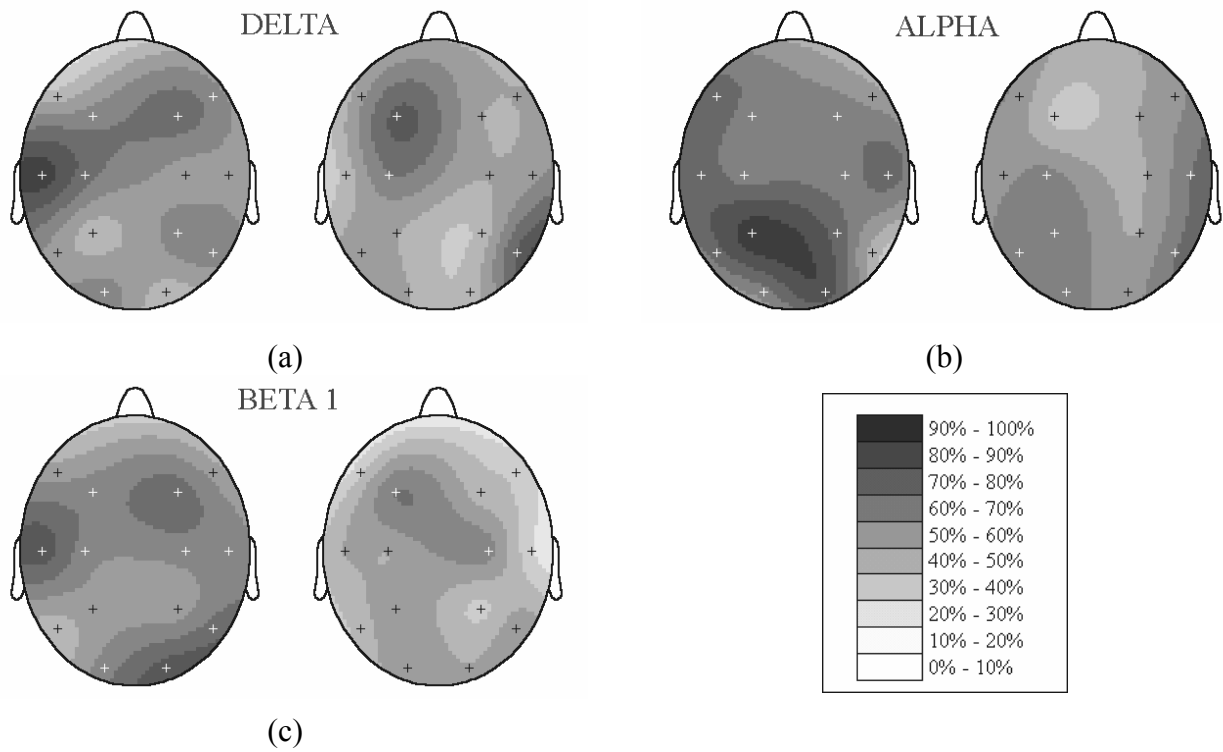 DELTA
ALPHA
(a)
(b)
BETA 1
90% - 100%
80% - 90%
70% - 80%
60% - 70%
50% - 60%
40% - 50%
30% - 40%
20% - 30%
10% - 20%
0% - 10%
(c)